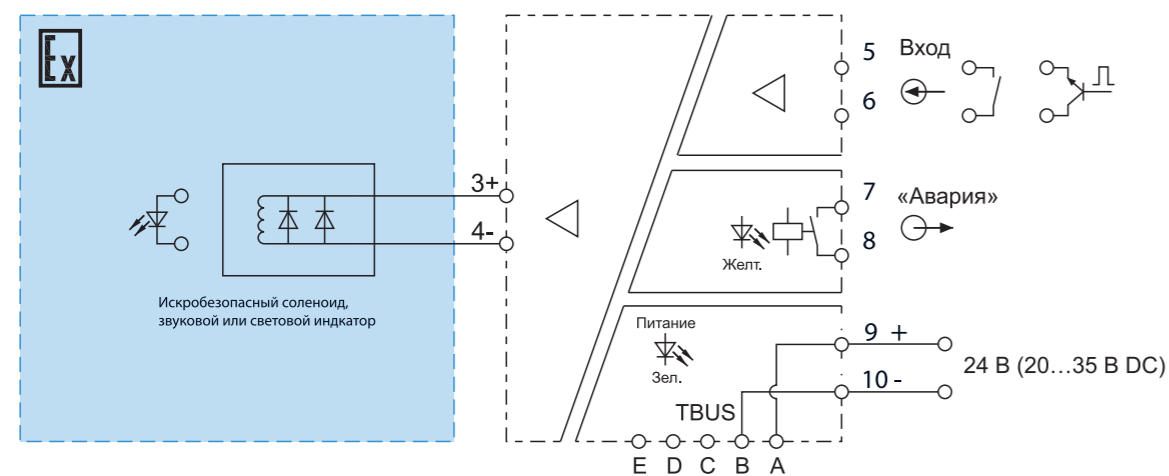 Ex
5
Вход
6
3+
4-
7
«Авария»
8
Желт.
Искробезопасный соленоид,
звуковой или световой индкатор
Питание
Зел.
9 +
24 В (20...35 В DC)
10 -
TBUS
E D C B A